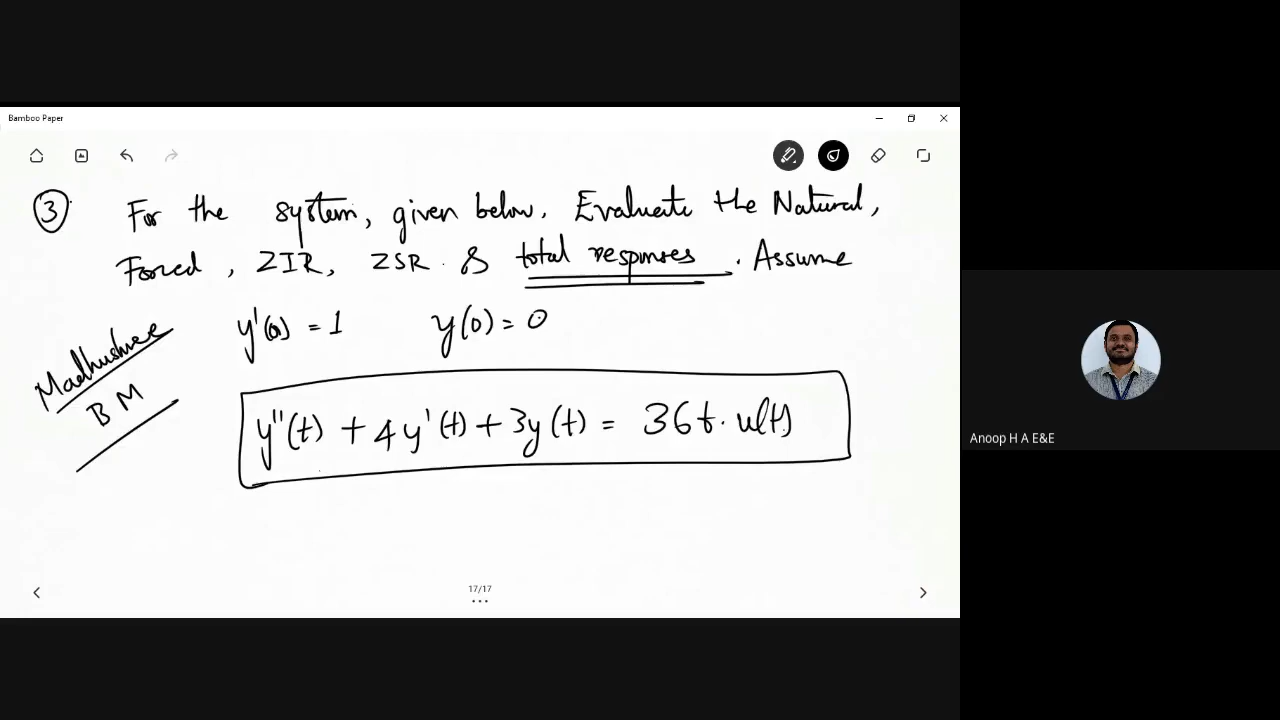 Bamboo Paper
③ For the system, given below. Evaluate the Natural,
Forced, ZIR, ZSR & total responses. Assume
y'(0) = 1 y(0) = 0
Madhushree
B M
y''(t) + 4y'(t) + 3y(t) = 36t. u(t)
Anoop H A E&E
17/17